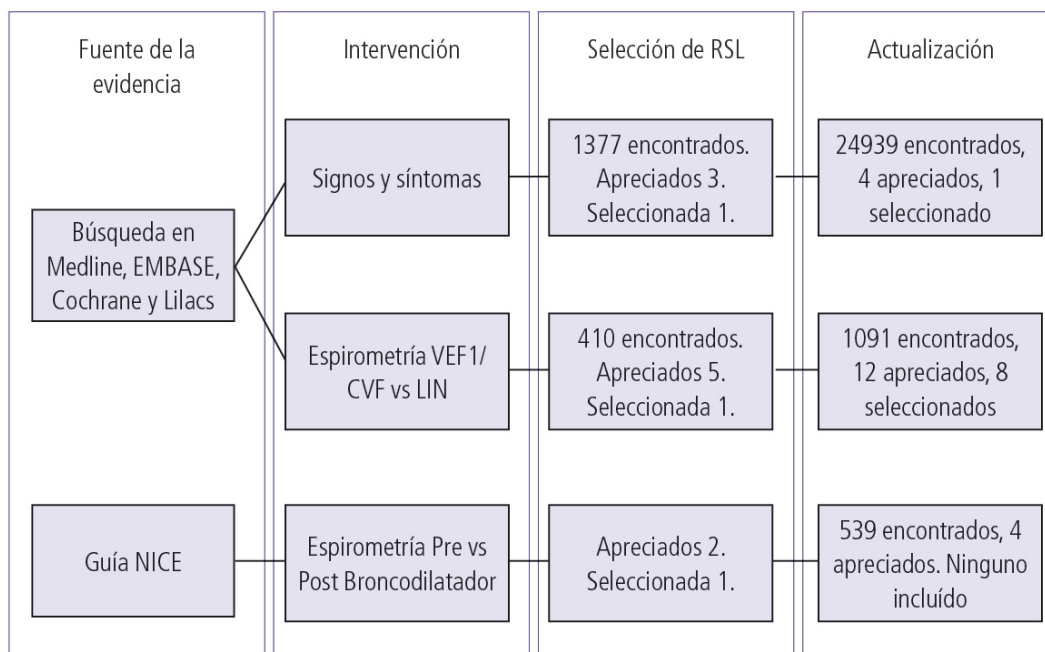 Fuente de la
evidencia
Intervención
Selección de RSL
Actualización
Búsqueda en
Medline, EMBASE,
Cochrane y Lilacs
Signos y síntomas
1377 encontrados.
Apreciados 3.
Seleccionada 1.
24939 encontrados,
4 apreciados, 1
seleccionado
Espirometría VEF1/
CVF vs LIN
410 encontrados.
Apreciados 5.
Seleccionada 1.
1091 encontrados,
12 apreciados, 8
seleccionados
Guía NICE
Espirometría Pre vs
Post Broncodilatador
Apreciados 2.
Seleccionada 1.
539 encontrados, 4
apreciados. Ninguno
incluído